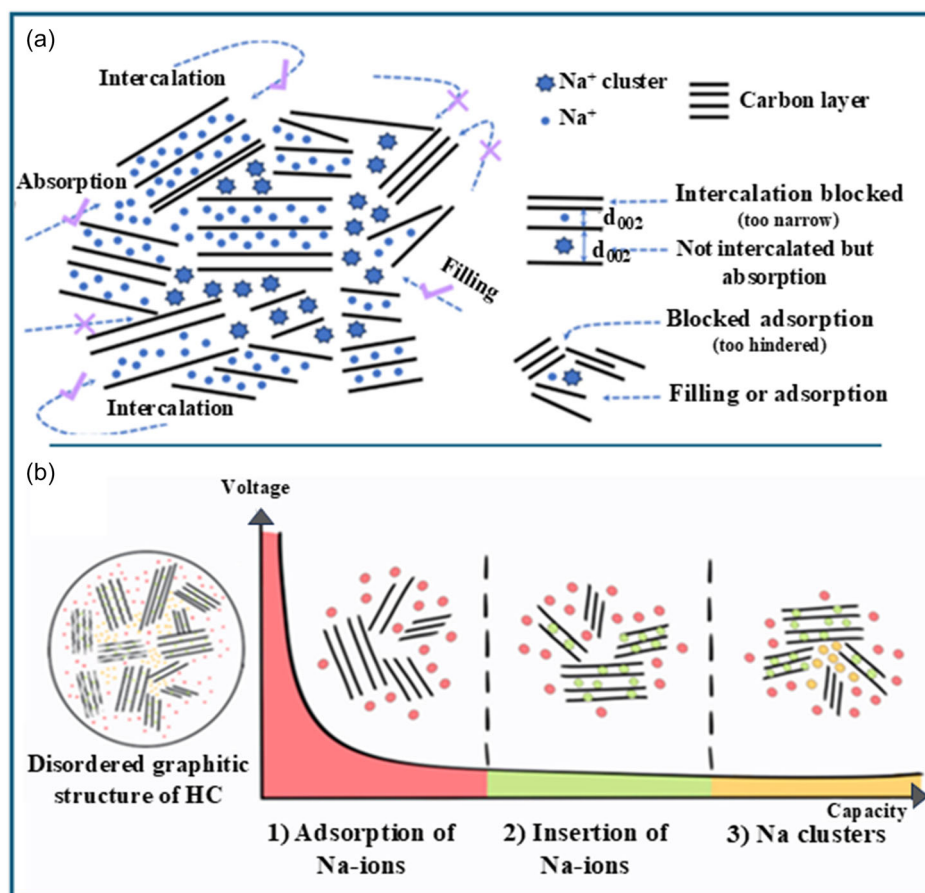 (a)
Intercalation
Absorption
Filling
Intercalation
Na⁺ cluster
Na⁺
Carbon layer
Intercalation blocked
(too narrow)
d₀₀₂
d₀₀₂
Not intercalated but
absorption
Blocked adsorption
(too hindered)
Filling or adsorption
(b)
Voltage
Disordered graphitic
structure of HC
Capacity
1) Adsorption of
Na-ions
2) Insertion of
Na-ions
3) Na clusters